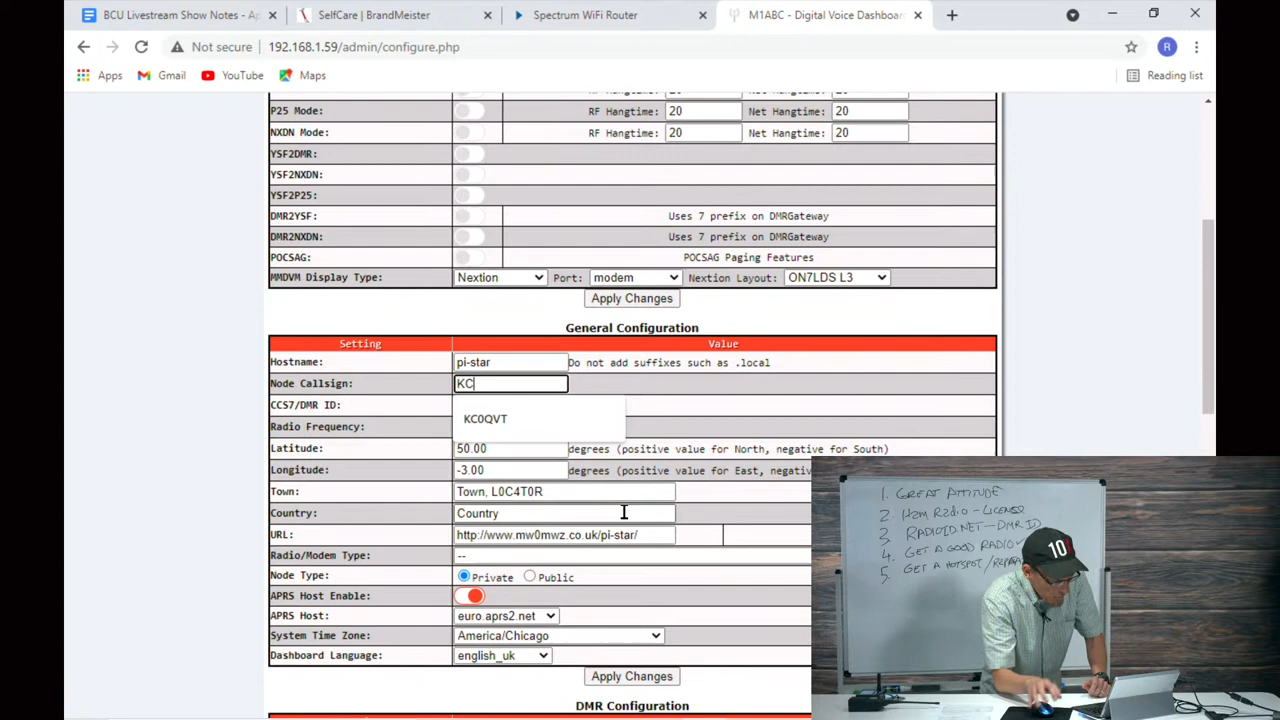 BCU Livestream Show Notes - Ap
SelfCare | BrandMeister
Spectrum WiFi Router
M1ABC - Digital Voice Dashboar
Not secure 192.168.1.59/admin/configure.php
R
Apps Gmail YouTube Maps Reading list
P25 Mode: RF Hangtime: 20 Net Hangtime: 20
NXDN Mode: RF Hangtime: 20 Net Hangtime: 20
YSF2DMR:
YSF2NXDN:
YSF2P25:
DMR2YSF: Uses 7 prefix on DMRGateway
DMR2NXDN: Uses 7 prefix on DMRGateway
POCSAG: POCSAG Paging Features
MMDVM Display Type: Nextion Port: modem Nextion Layout: ON7LDS L3
Apply Changes
General Configuration
Setting Value
Hostname: pi-star Do not add suffixes such as .local
Node Callsign: KC
CCS7/DMR ID:
KC0QVT
Radio Frequency:
Latitude: 50.00 degrees (positive value for North, negative for South)
Longitude: -3.00 degrees (positive value for East, negativ
Town: Town, L0C4T0R
Country: Country
URL: http://www.mw0mwz.co.uk/pi-star/
Radio/Modem Type: --
Node Type: Private Public
APRS Host Enable:
APRS Host: euro.aprs2.net
System Time Zone: America/Chicago
Dashboard Language: english_uk
Apply Changes
DMR Configuration
1. GREAT ATTITUDE
2. Ham Radio - LICENSE
3. RADIOID.NET - DMR ID
4. GET A GOOD RADIO
5. GET A HOTSPOT/REPEA
10